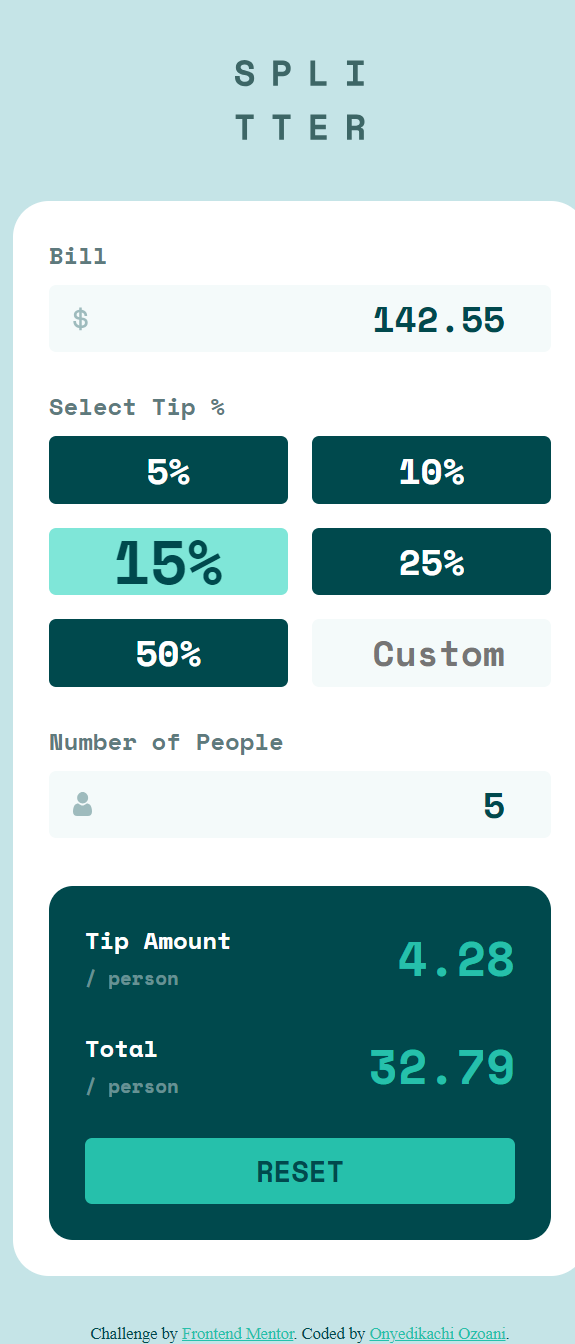 SPLI
TTER
Bill
$ 142.55
Select Tip %
5% 10%
15% 25%
50% Custom
Number of People
5
Tip Amount
/ person
4.28
Total
/ person
32.79
RESET
Challenge by Frontend Mentor. Coded by Onyedikachi Ozoani.